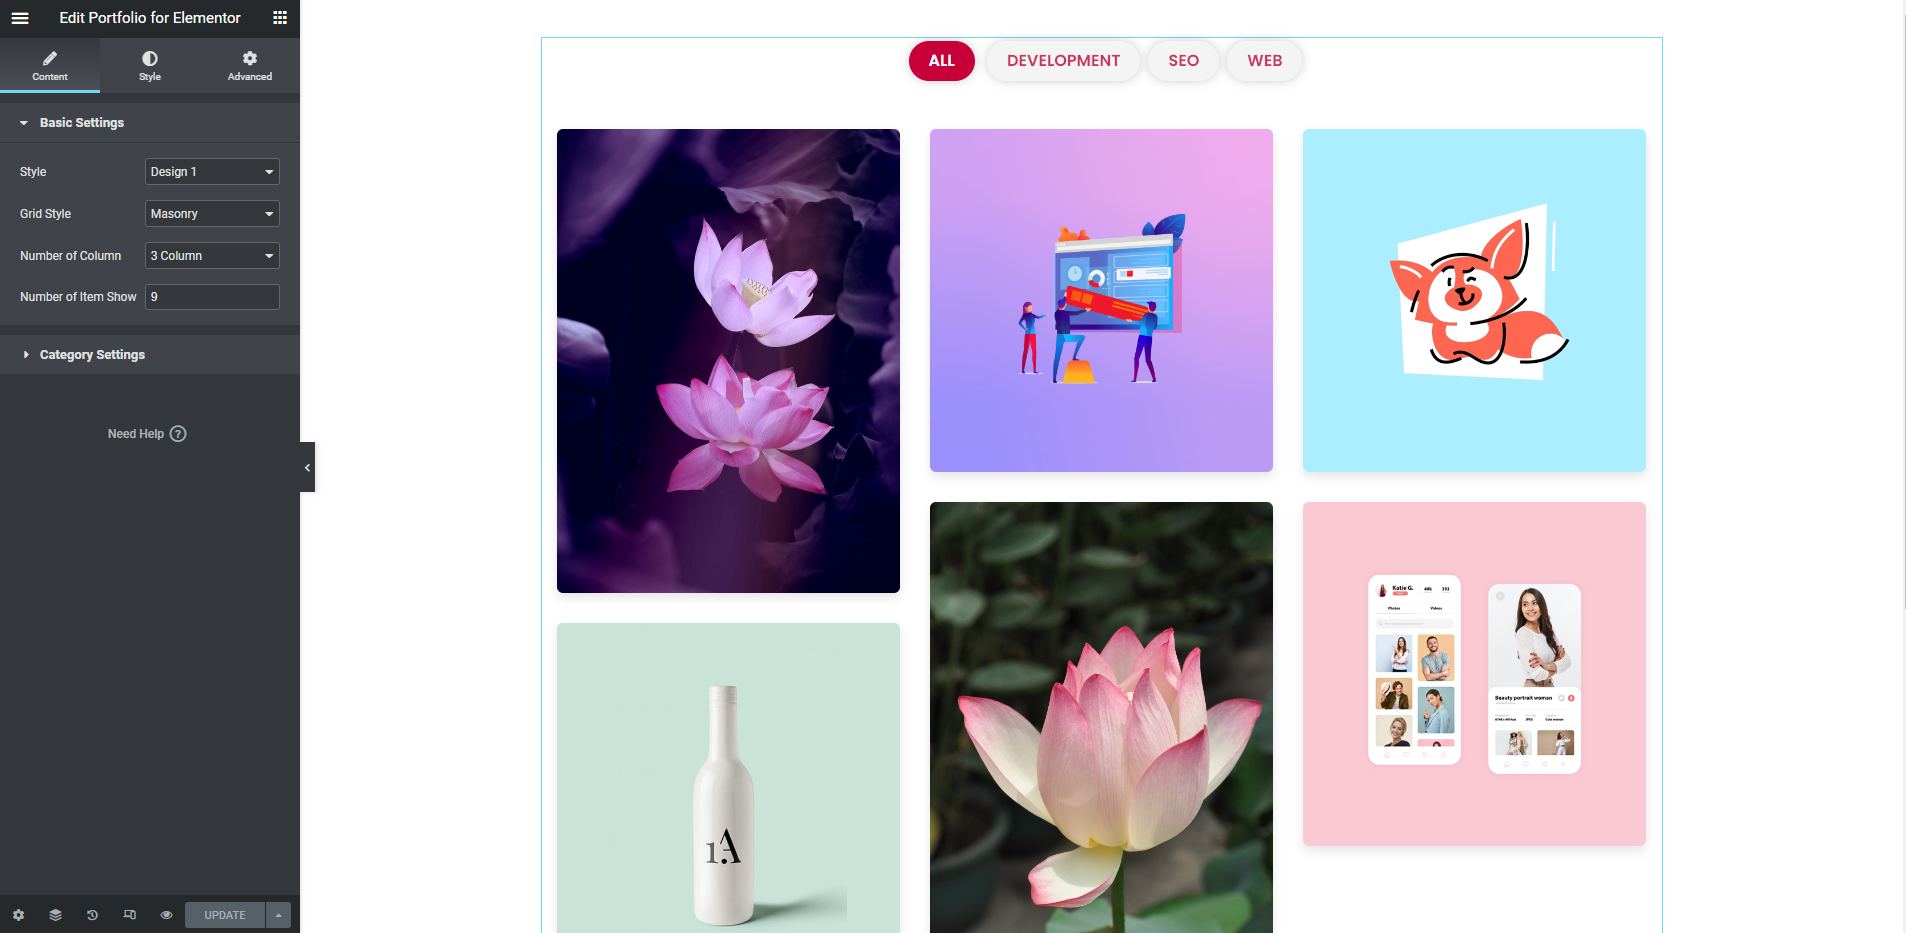 Edit Portfolio for Elementor
Content
Style
Advanced
Basic Settings
Style
Design 1
Grid Style
Masonry
Number of Column
3 Column
Number of Item Show
9
Category Settings
Need Help ?
UPDATE
ALL
DEVELOPMENT
SEO
WEB
Katie G.
Photos
Videos
Beauty portrait woman
1A